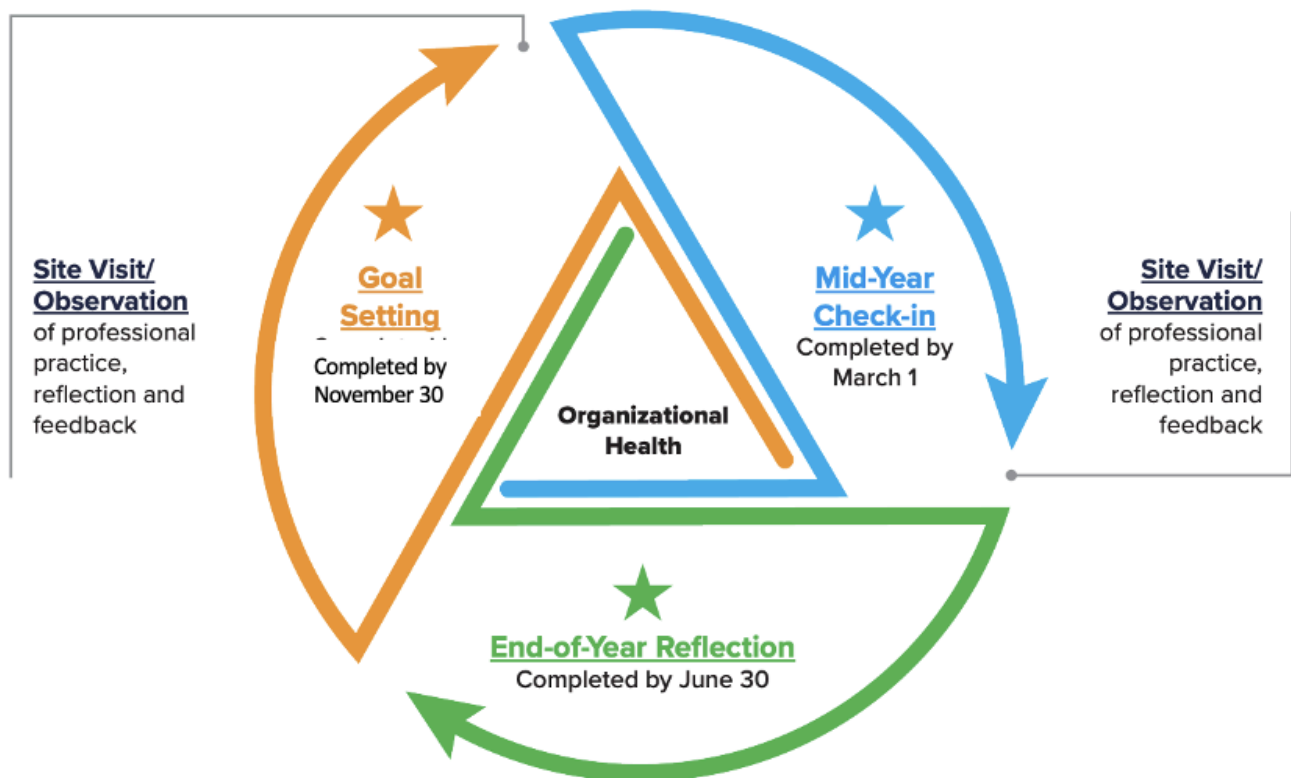 Site Visit/
Observation
of professional
practice,
reflection and
feedback
Goal
Setting
Completed by
November 30
Organizational
Health
Mid-Year
Check-in
Completed by
March 1
Site Visit/
Observation
of professional
practice,
reflection and
feedback
End-of-Year Reflection
Completed by June 30